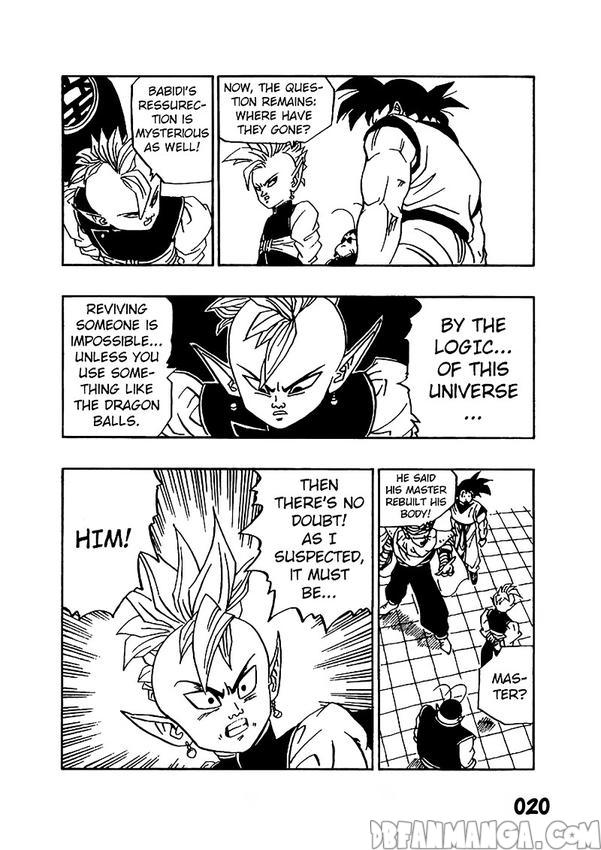 NOW, THE QUES-
TION REMAINS:
WHERE HAVE
THEY GONE?
BABIDI'S
RESSUREC-
TION IS
MYSTERIOUS
AS WELL!
BY THE
LOGIC...
OF THIS
UNIVERSE
...
REVIVING
SOMEONE IS
IMPOSSIBLE...
UNLESS YOU
USE SOME-
THING LIKE
THE DRAGON
BALLS.
HE SAID
HIS MASTER
REBUILT HIS
BODY!
MAS-
TER?
THEN
THERE'S NO
DOUBT!
AS I
SUSPECTED,
IT MUST
BE...
HIM!
020
DBFANMANGA.COM